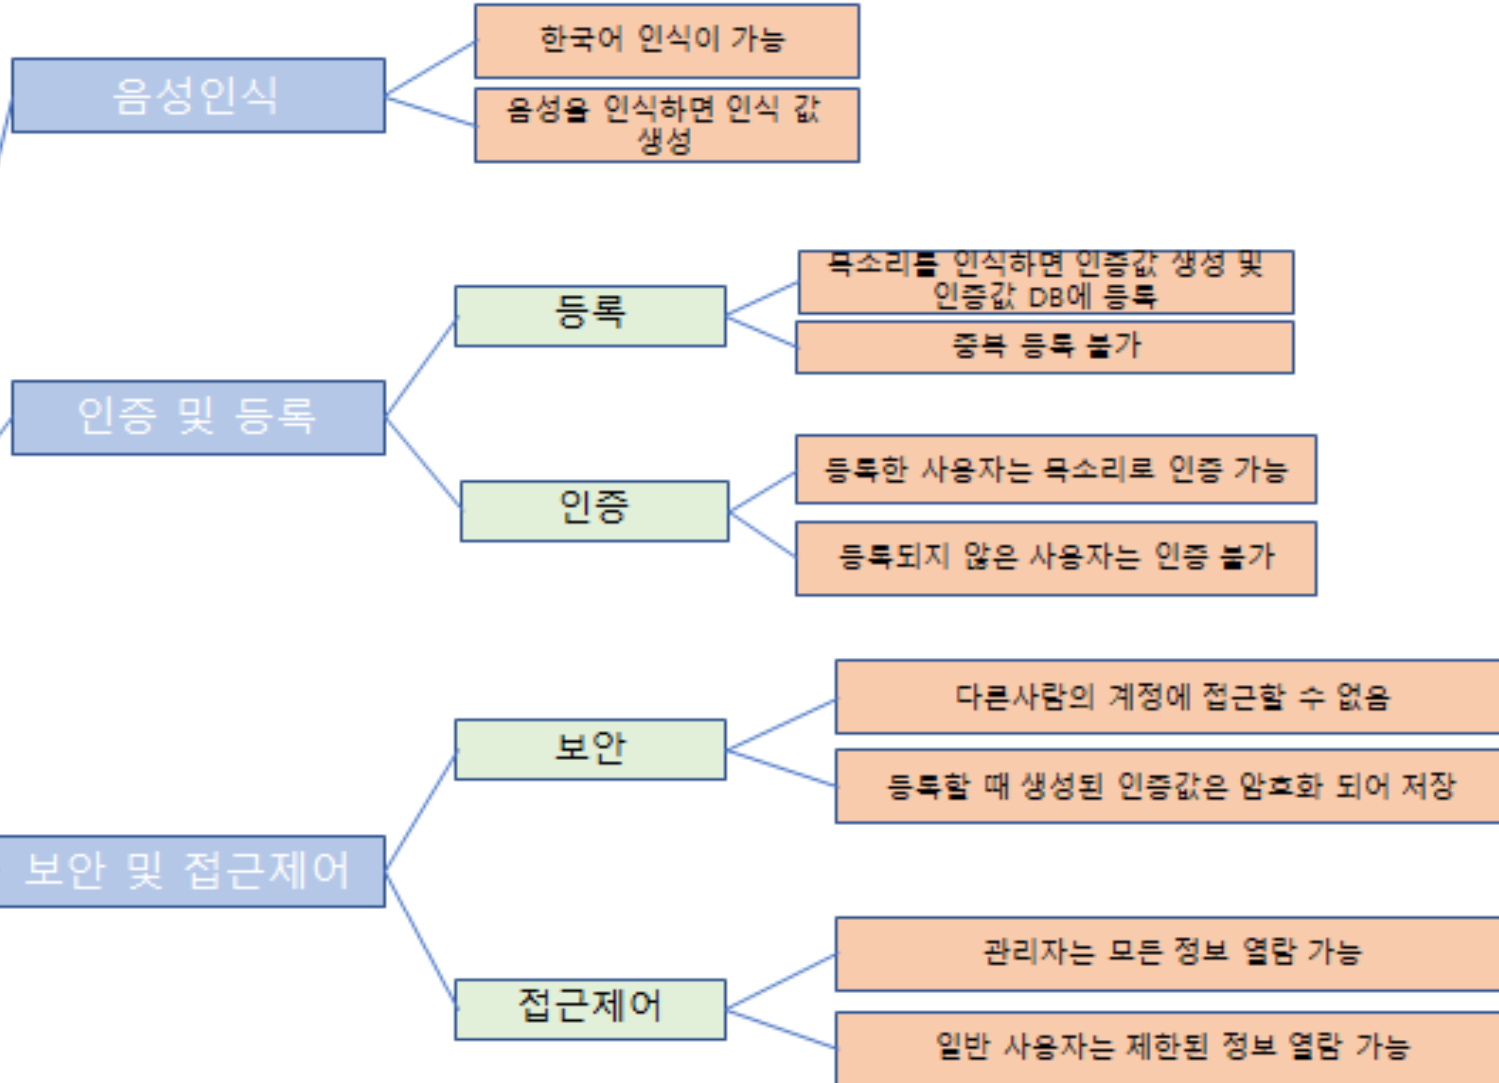 음성인식
한국어 인식이 가능
음성을 인식하면 인식 값
생성
인증 및 등록
등록
목소리를 인식하면 인증값 생성 및
인증값 DB에 등록
중복 등록 불가
인증
등록한 사용자는 목소리로 인증 가능
등록되지 않은 사용자는 인증 불가
보안 및 접근제어
보안
다른사람의 계정에 접근할 수 없음
등록할 때 생성된 인증값은 암호화 되어 저장
접근제어
관리자는 모든 정보 열람 가능
일반 사용자는 제한된 정보 열람 가능